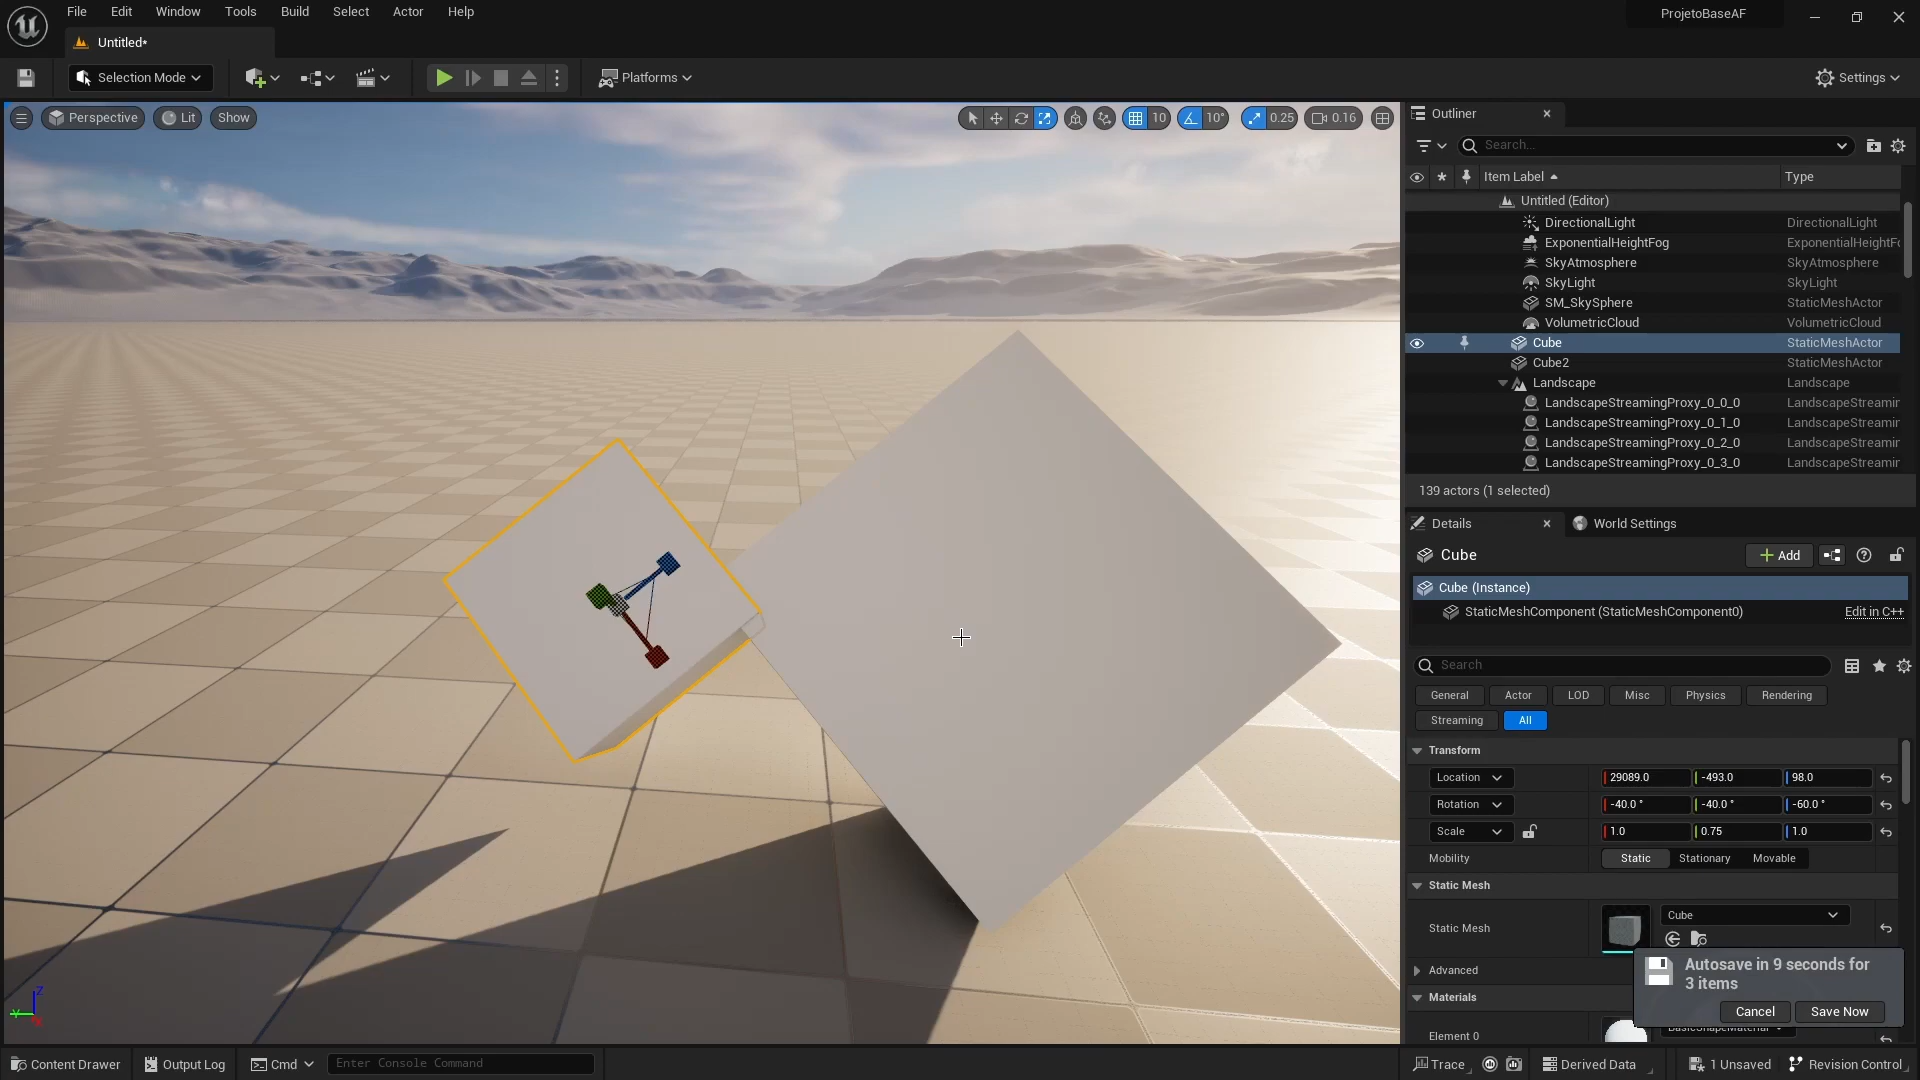 File Edit Window Tools Build Select Actor Help
ProjetoBaseAF
Untitled*
Selection Mode
Platforms
Settings
Perspective Lit Show
10 10° 0.25 0.16
Outliner
Search...
Item Label Type
Untitled (Editor)
DirectionalLight DirectionalLight
ExponentialHeightFog ExponentialHeightFo
SkyAtmosphere SkyAtmosphere
SkyLight SkyLight
SM_SkySphere StaticMeshActor
VolumetricCloud VolumetricCloud
Cube StaticMeshActor
Cube2 StaticMeshActor
Landscape Landscape
LandscapeStreamingProxy_0_0_0 LandscapeStreamin
LandscapeStreamingProxy_0_1_0 LandscapeStreamin
LandscapeStreamingProxy_0_2_0 LandscapeStreamin
LandscapeStreamingProxy_0_3_0 LandscapeStreamin
139 actors (1 selected)
Details World Settings
Cube
Add
Cube (Instance)
StaticMeshComponent (StaticMeshComponent0) Edit in C++
Search
General Actor LOD Misc Physics Rendering
Streaming All
Transform
Location 29089.0 -493.0 98.0
Rotation -40.0 ° -40.0 ° -60.0 °
Scale 1.0 0.75 1.0
Mobility Static Stationary Movable
Static Mesh
Static Mesh Cube
Advanced
Autosave in 9 seconds for
3 items
Cancel Save Now
Materials
Element 0 BasicShapeMaterial
Z
Y
X
Content Drawer Output Log Cmd Enter Console Command
Trace Derived Data 1 Unsaved Revision Control